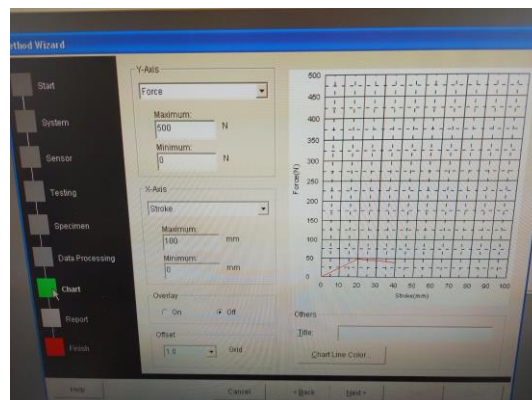 ethod Wizard
Start
System
Sensor
Testing
Specimen
Data Processing
Chart
Report
Finish
Y-Axis
Force
Maximum:
500
N
Minimum:
0
N
X-Axis
Stroke
Maximum:
100
mm
Minimum:
0
mm
Overlay
On
Off
Offset
Grid
500
450
400
350
300
250
200
150
100
50
0
Force(N)
0 10 20 30 40 50 60 70 80 90 100
Stroke(mm)
Others
Title:
Chart Line Color...
Help
Cancel
< Back
Next >